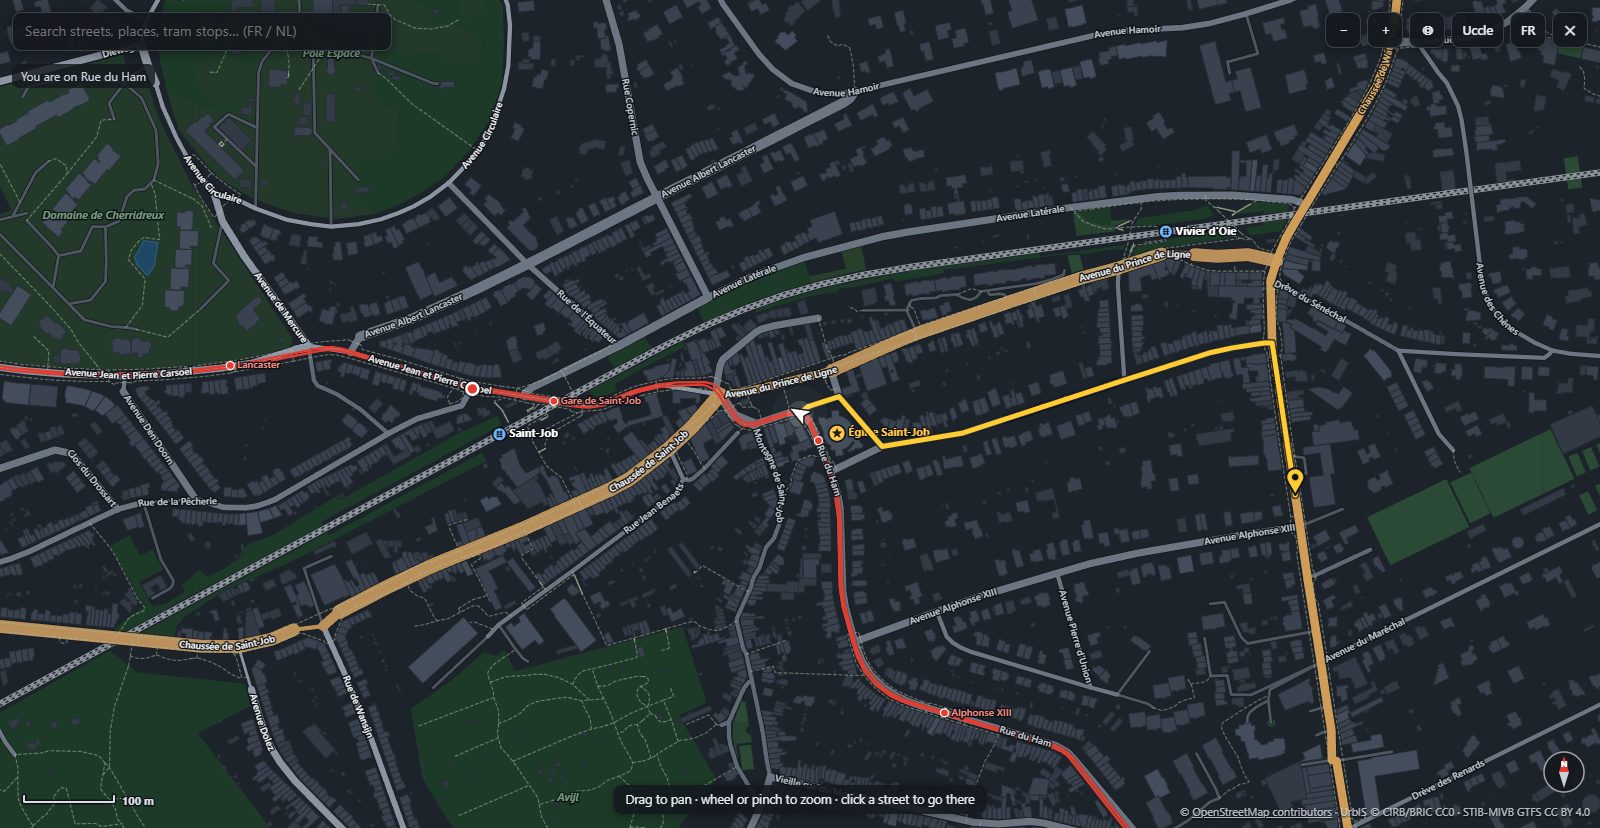 Search streets, places, tram stops... (FR / NL)
You are on Rue du Ham
−
+
Uccle
FR
Pole Espace
Avenue Hamoir
Avenue Hamoir
Rue Copernic
Avenue Circulaire
Avenue Circulaire
Avenue Albert Lancaster
Chaussée de
Domaine de Cherridreux
Avenue Latérale
Vivier d'Oie
Avenue du Prince de Ligne
Avenue Latérale
Avenue de Mercure
Drève du Sénéchal
Avenue des Chênes
Avenue Albert Lancaster
Rue de l'Équateur
Lancaster
Avenue Jean et Pierre Carsoel
Avenue Jean et Pierre
Gare de Saint-Job
Avenue du Prince de Ligne
Saint-Job
Église Saint-Job
Avenue Den Doorn
Clos du Drossart
Rue de la Pêcherie
Chaussée de Saint-Job
Rue Jean Benaets
Montagne de Saint-Job
Rue du Ham
Avenue Alphonse XIII
Avenue Alphonse XIII
Avenue Pierre d'Union
Avenue du Maréchal
Chaussée de Saint-Job
Rue de Wansijn
Avenue Dolez
Alphonse XIII
Rue du Ham
Drève des Renards
Vieille
Avijl
100 m
Drag to pan · wheel or pinch to zoom · click a street to go there
© OpenStreetMap contributors · UrbIS © CIRB/BRIC CC0 · STIB-MIVB GTFS CC BY 4.0